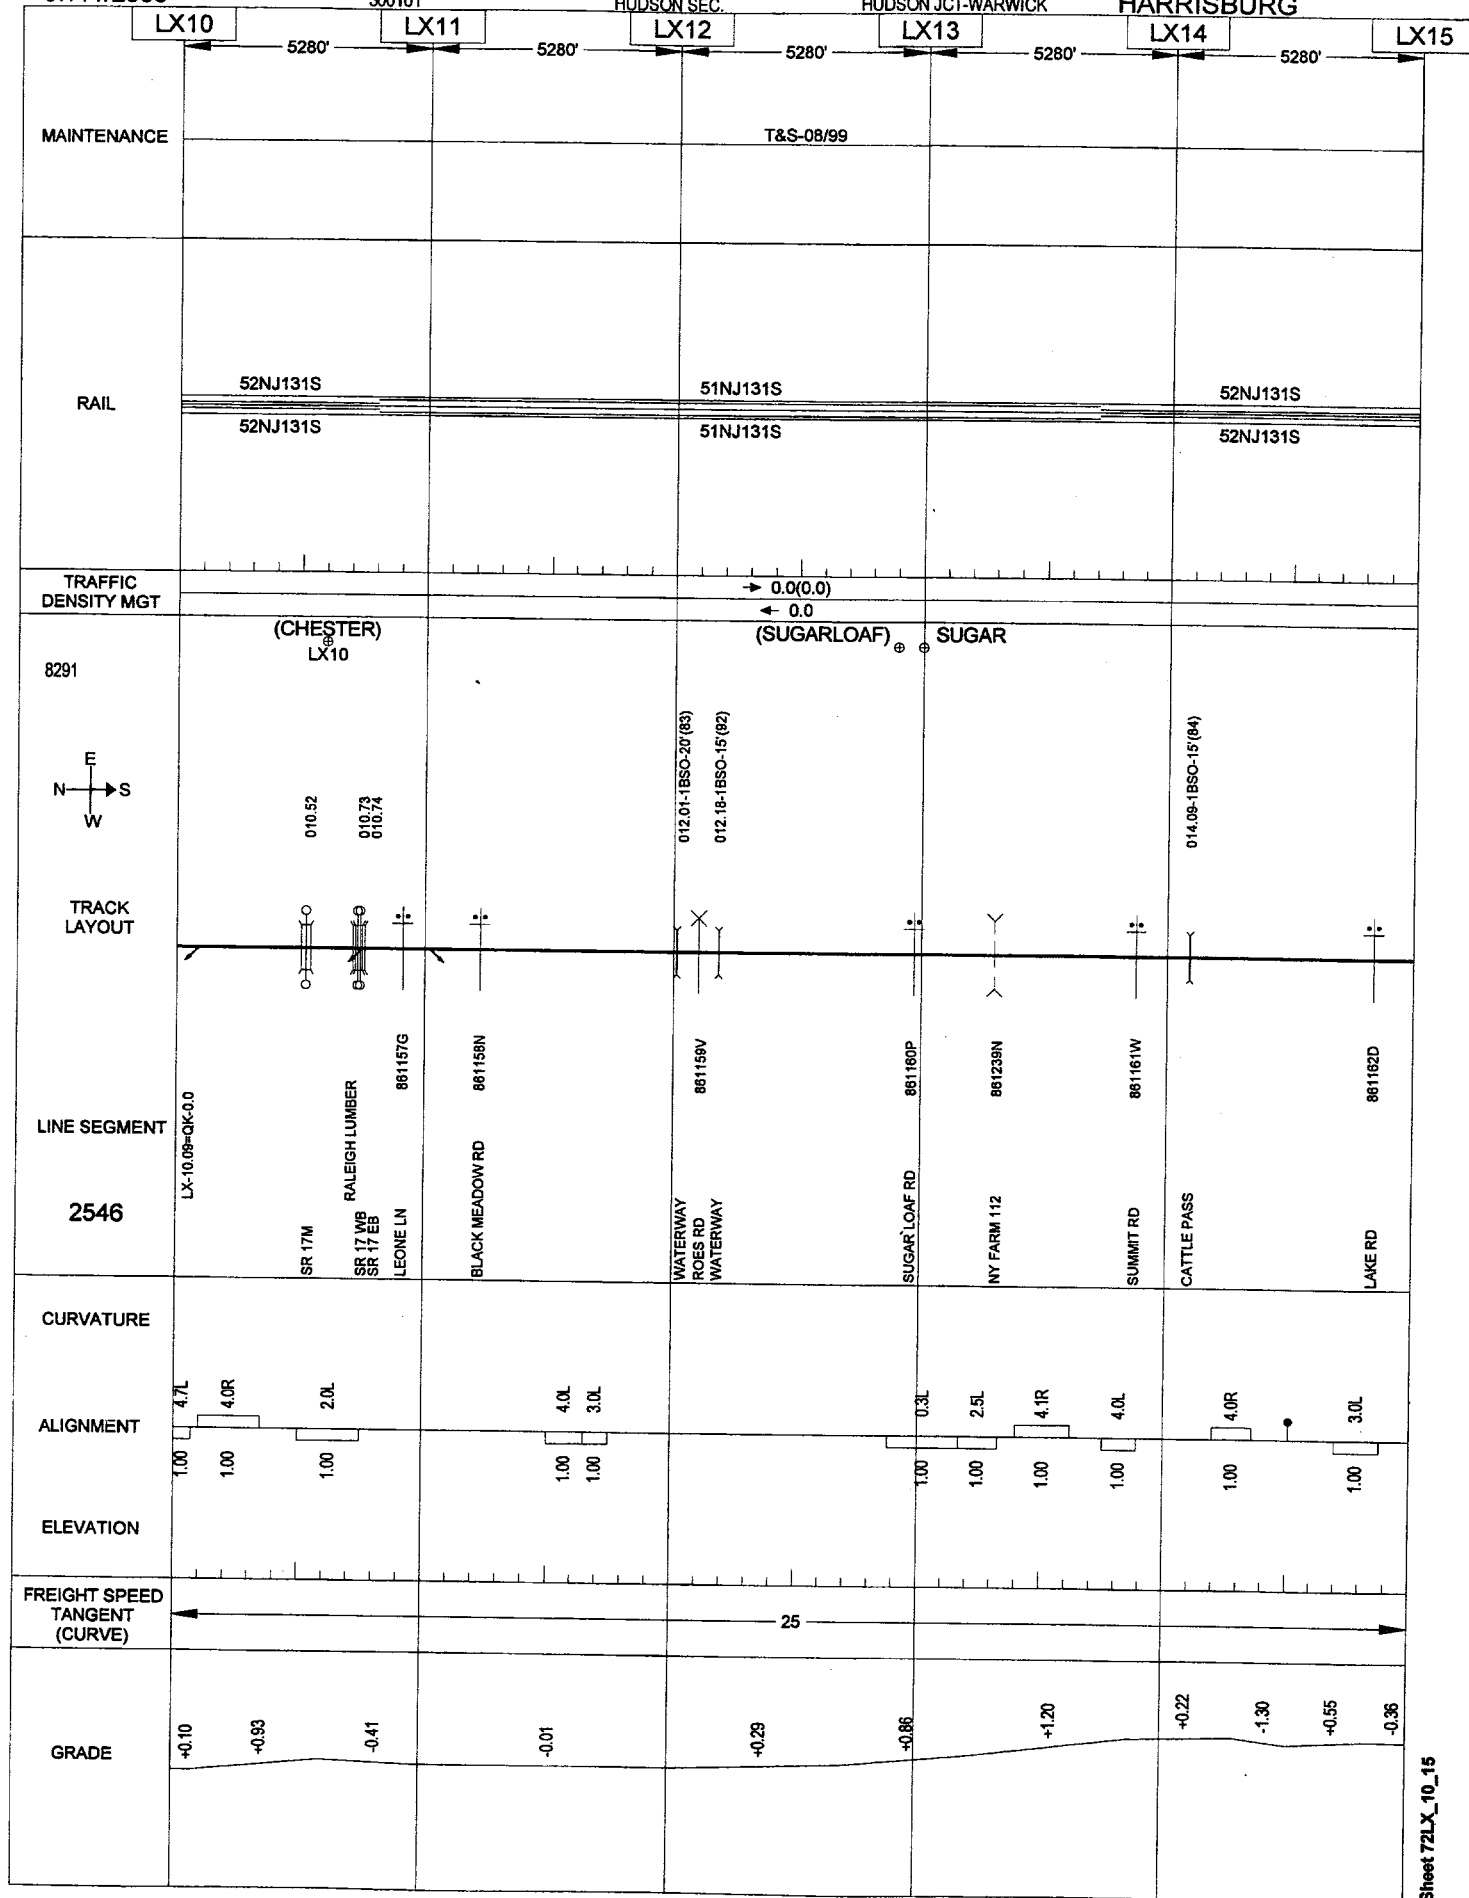 HUDSON SEC.
HUDSON JCT-WARWICK
HARRISBURG
LX10
LX11
LX12
LX13
LX14
LX15
5280'
5280'
5280'
5280'
5280'
MAINTENANCE
T&S-08/99
RAIL
52NJ131S
51NJ131S
52NJ131S
52NJ131S
51NJ131S
52NJ131S
TRAFFIC
DENSITY MGT
0.0(0.0)
0.0
(CHESTER)
LX10
(SUGARLOAF)
SUGAR
8291
E
N
S
W
010.52
010.73
010.74
012.01-1BSO-20'(83)
012.18-1BSO-15'(92)
014.09-1BSO-15'(84)
TRACK
LAYOUT
861157G
861158N
861159V
861160P
861239N
861161W
861162D
LINE SEGMENT
2546
LX-10.09=QK-0.0
SR 17M
RALEIGH LUMBER
SR 17 WB
SR 17 EB
LEONE LN
BLACK MEADOW RD
WATERWAY
ROES RD
WATERWAY
SUGAR LOAF RD
NY FARM 112
SUMMIT RD
CATTLE PASS
LAKE RD
CURVATURE
ALIGNMENT
4.7L
4.0R
2.0L
4.0L
3.0L
0.3L
2.5L
4.1R
4.0L
4.0R
3.0L
1.00
1.00
1.00
1.00
1.00
1.00
1.00
1.00
1.00
1.00
1.00
ELEVATION
FREIGHT SPEED
TANGENT
(CURVE)
25
GRADE
+0.10
+0.93
-0.41
-0.01
+0.29
+0.86
+1.20
+0.22
-1.30
+0.55
-0.36
Sheet 72LX_10_15